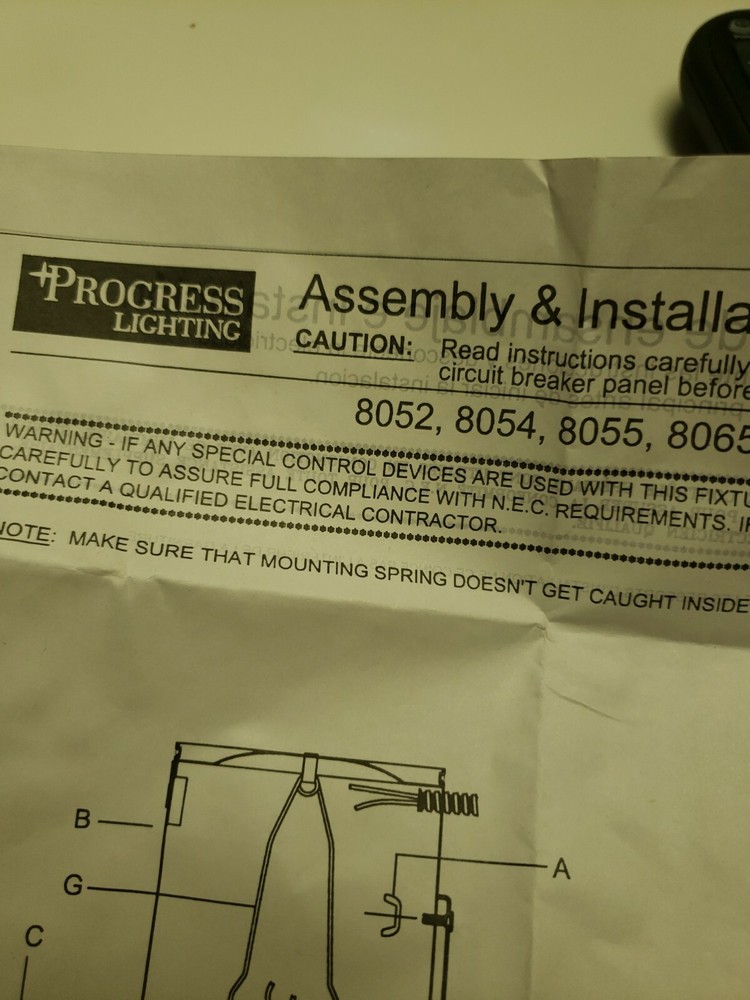 PROGRESS
LIGHTING
Assembly & Installa
CAUTION: Read instructions carefully
circuit breaker panel before
8052, 8054, 8055, 8065
WARNING - IF ANY SPECIAL CONTROL DEVICES ARE USED WITH THIS FIXTU
CAREFULLY TO ASSURE FULL COMPLIANCE WITH N.E.C. REQUIREMENTS. IF
CONTACT A QUALIFIED ELECTRICAL CONTRACTOR.
NOTE: MAKE SURE THAT MOUNTING SPRING DOESN'T GET CAUGHT INSIDE
B
A
G
C